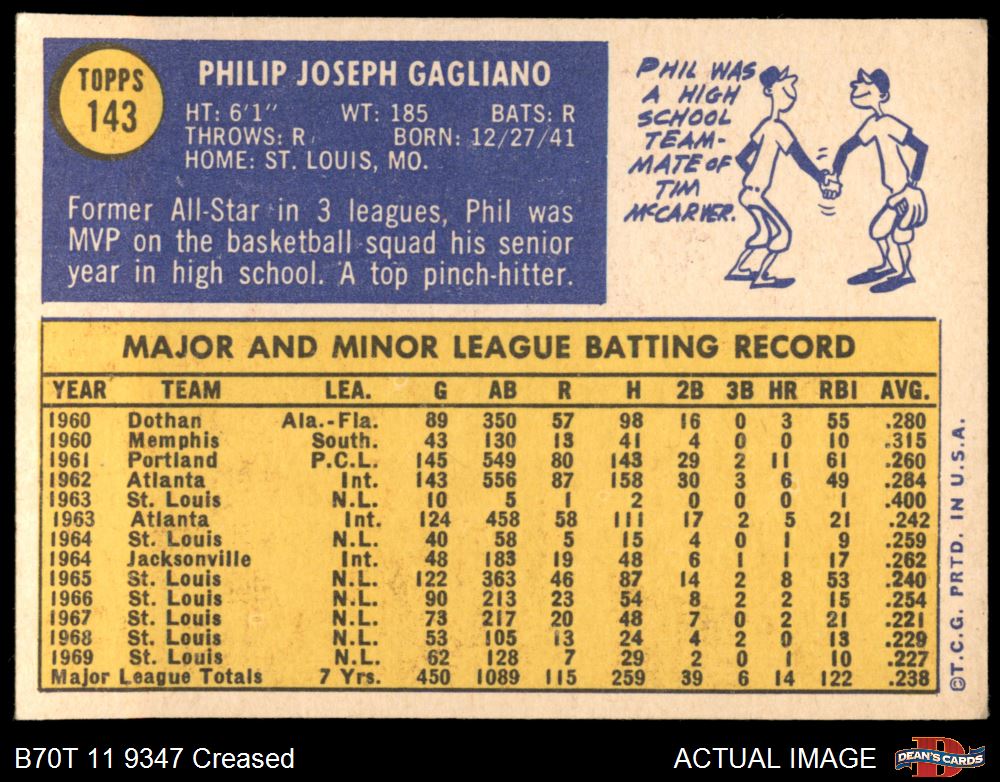 TOPPS
143
PHILIP JOSEPH GAGLIANO
HT: 6'1" WT: 185 BATS: R
THROWS: R BORN: 12/27/41
HOME: ST. LOUIS, MO.
Former All-Star in 3 leagues, Phil was
MVP on the basketball squad his senior
year in high school. A top pinch-hitter.
PHIL WAS
A HIGH
SCHOOL
TEAM-
MATE OF
TIM
McCARVER.
MAJOR AND MINOR LEAGUE BATTING RECORD
YEAR TEAM LEA. G AB R H 2B 3B HR RBI AVG.
1960 Dothan Ala.-Fla. 89 350 57 98 16 0 3 55 .280
1960 Memphis South. 43 130 13 41 4 0 0 10 .315
1961 Portland P.C.L. 145 549 80 143 29 2 11 61 .260
1962 Atlanta Int. 143 556 87 158 30 3 6 49 .284
1963 St. Louis N.L. 10 5 1 2 0 0 0 1 .400
1963 Atlanta Int. 124 458 58 111 17 2 5 21 .242
1964 St. Louis N.L. 40 58 5 15 4 0 1 9 .259
1964 Jacksonville Int. 48 183 19 48 6 1 1 17 .262
1965 St. Louis N.L. 122 363 46 87 14 2 8 53 .240
1966 St. Louis N.L. 90 213 23 54 8 2 2 15 .254
1967 St. Louis N.L. 73 217 20 48 7 0 2 21 .221
1968 St. Louis N.L. 53 105 13 24 4 2 0 13 .229
1969 St. Louis N.L. 62 128 7 29 2 0 1 10 .227
Major League Totals 7 Yrs. 450 1089 115 259 39 6 14 122 .238
©T.C.G. PRTD. IN U.S.A.
B70T 11 9347 Creased
ACTUAL IMAGE
D
DEAN'S CARDS